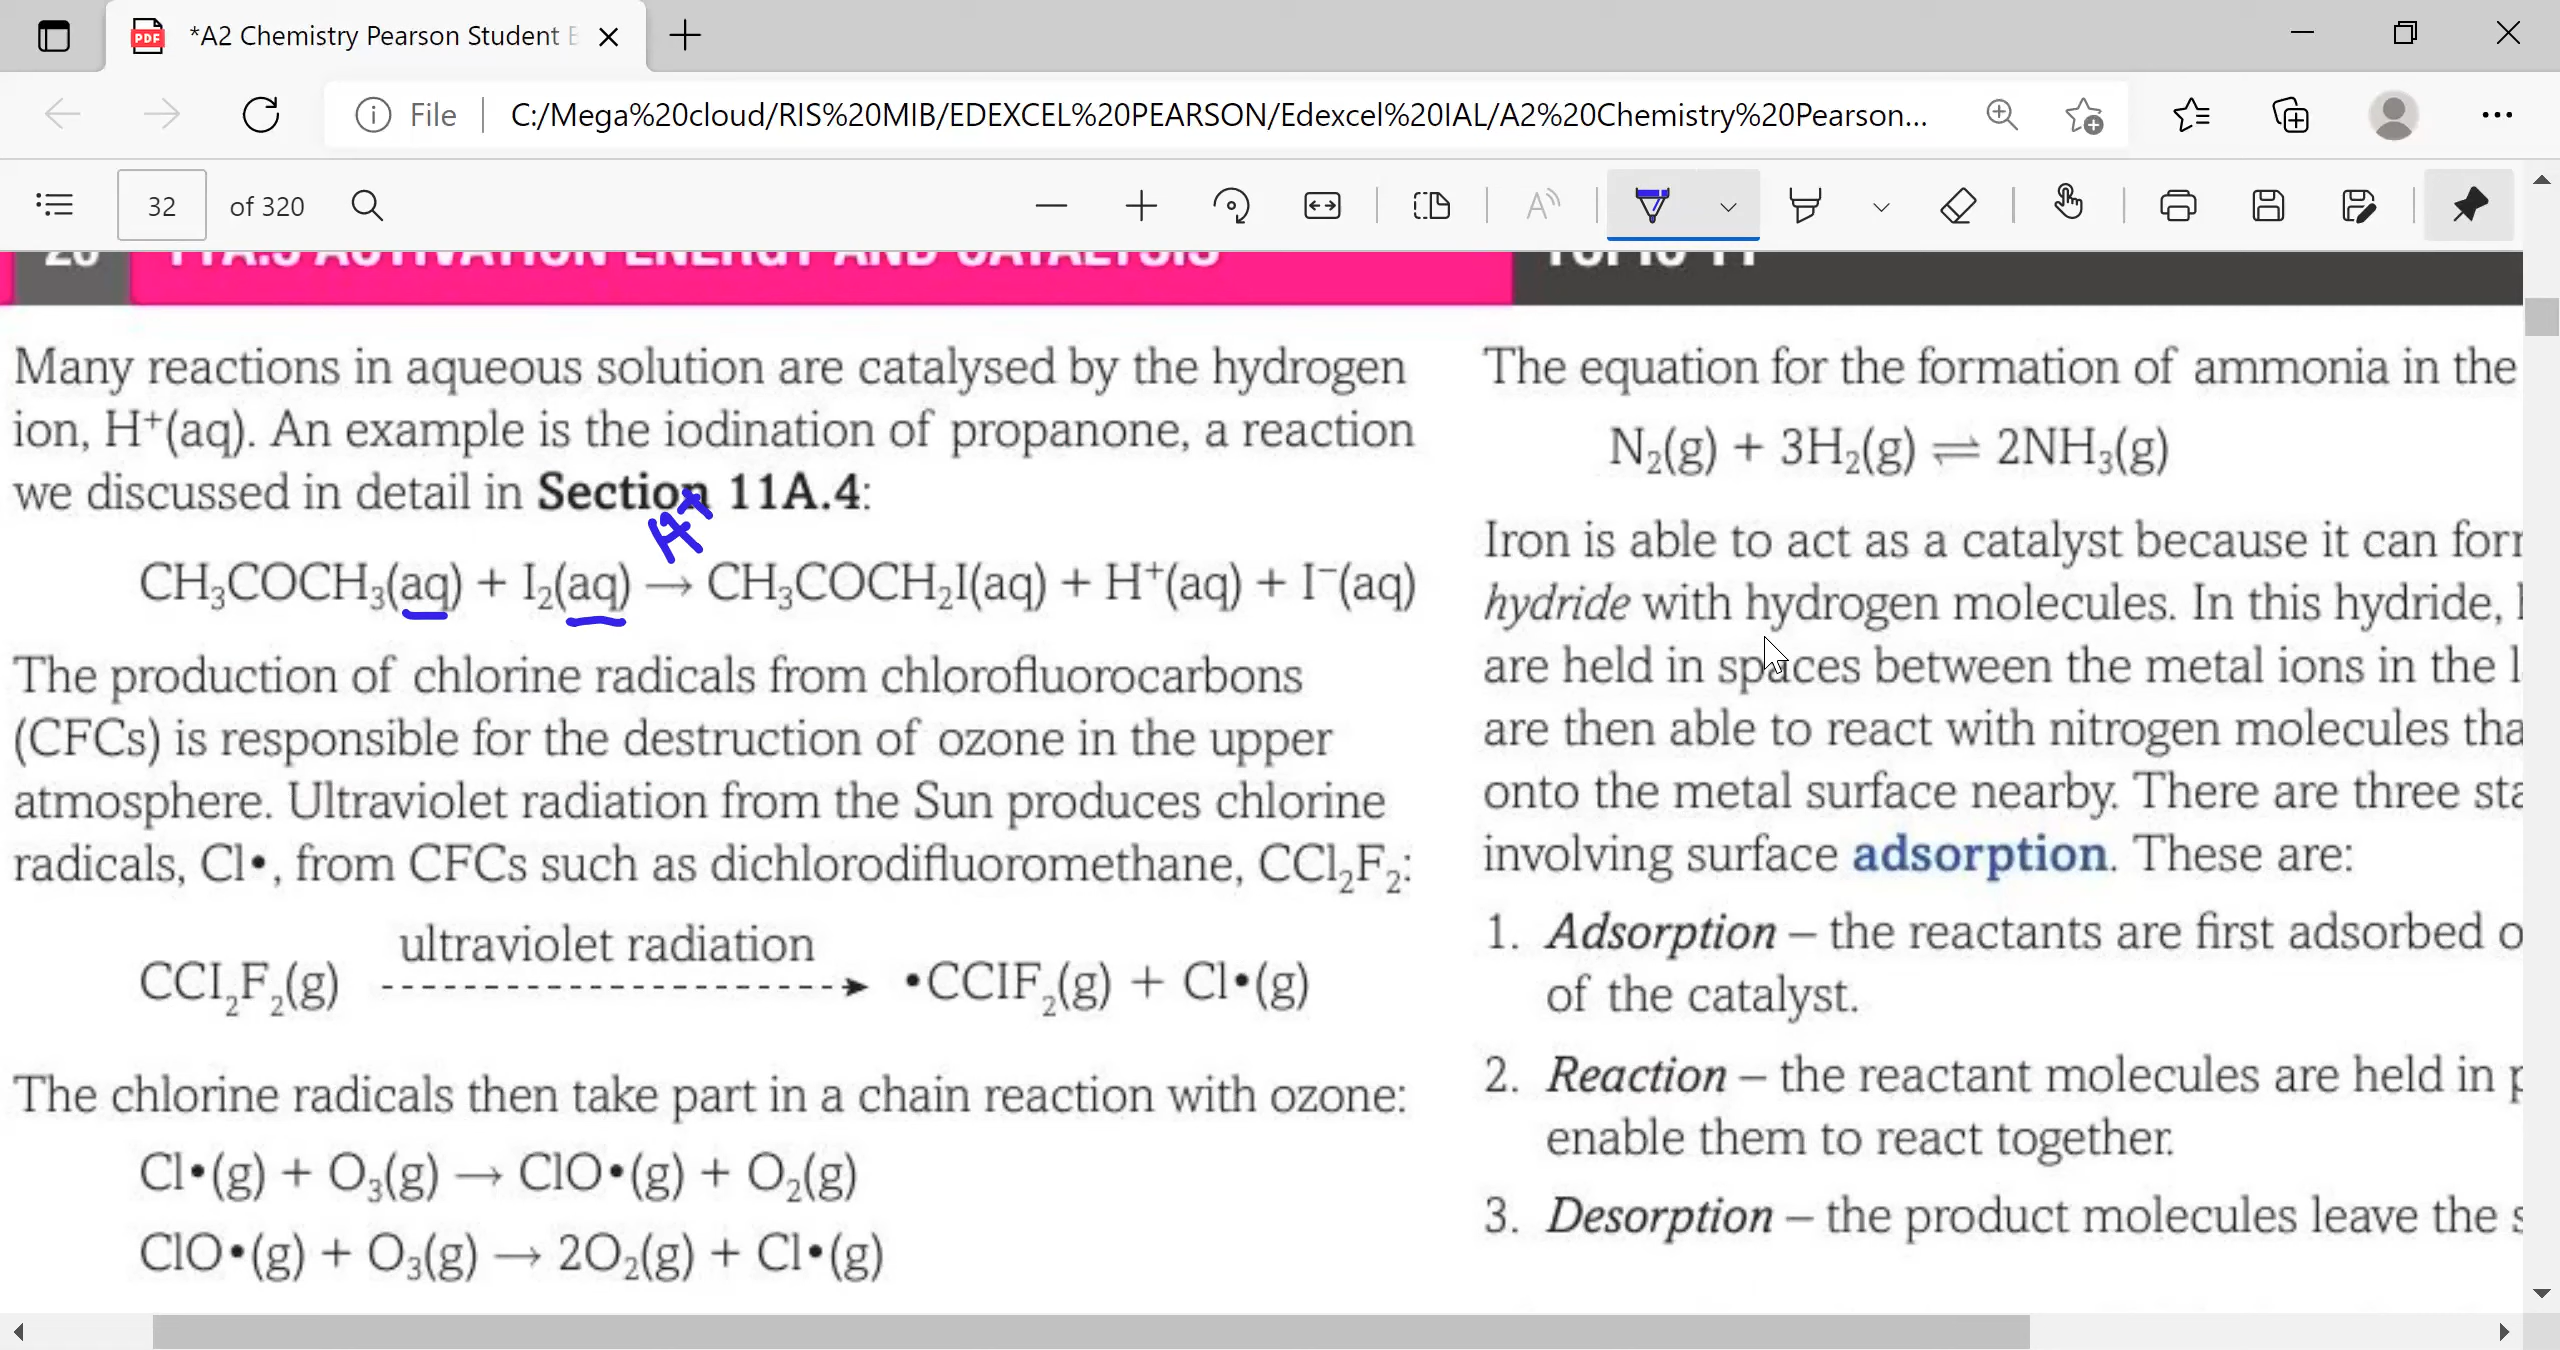 *A2 Chemistry Pearson Student
File
C:/Mega%20cloud/RIS%20MIB/EDEXCEL%20PEARSON/Edexcel%20IAL/A2%20Chemistry%20Pearson...
32 of 320
20 11A.5 ACTIVATION ENERGY AND CATALYSIS
TOPIC 11
Many reactions in aqueous solution are catalysed by the hydrogen
ion, H⁺(aq). An example is the iodination of propanone, a reaction
we discussed in detail in Section 11A.4:
H⁺
CH₃COCH₃(aq) + I₂(aq) → CH₃COCH₂I(aq) + H⁺(aq) + I⁻(aq)
The production of chlorine radicals from chlorofluorocarbons
(CFCs) is responsible for the destruction of ozone in the upper
atmosphere. Ultraviolet radiation from the Sun produces chlorine
radicals, Cl•, from CFCs such as dichlorodifluoromethane, CCl₂F₂:
ultraviolet radiation
CCl₂F₂(g) → •CClF₂(g) + Cl•(g)
The chlorine radicals then take part in a chain reaction with ozone:
Cl•(g) + O₃(g) → ClO•(g) + O₂(g)
ClO•(g) + O₃(g) → 2O₂(g) + Cl•(g)
The equation for the formation of ammonia in the
N₂(g) + 3H₂(g) ⇌ 2NH₃(g)
Iron is able to act as a catalyst because it can
hydride with hydrogen molecules. In this hydride,
are held in spaces between the metal ions in the
are then able to react with nitrogen molecules
onto the metal surface nearby. There are three
involving surface adsorption. These are:
1. Adsorption – the reactants are first adsorbed
of the catalyst.
2. Reaction – the reactant molecules are held in
enable them to react together.
3. Desorption – the product molecules leave the